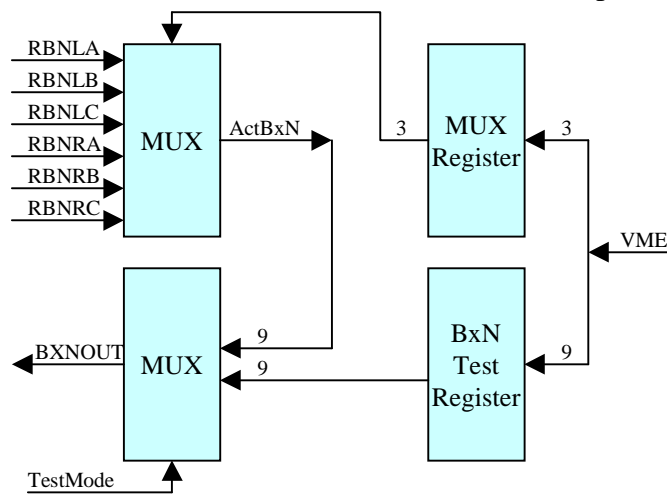 RBNLA
RBNLB
RBNLC
RBNRA
RBNRB
RBNRC
MUX
ActBxN
3
MUX
Register
3
VME
BXNOUT
MUX
9
9
BxN
Test
Register
9
TestMode